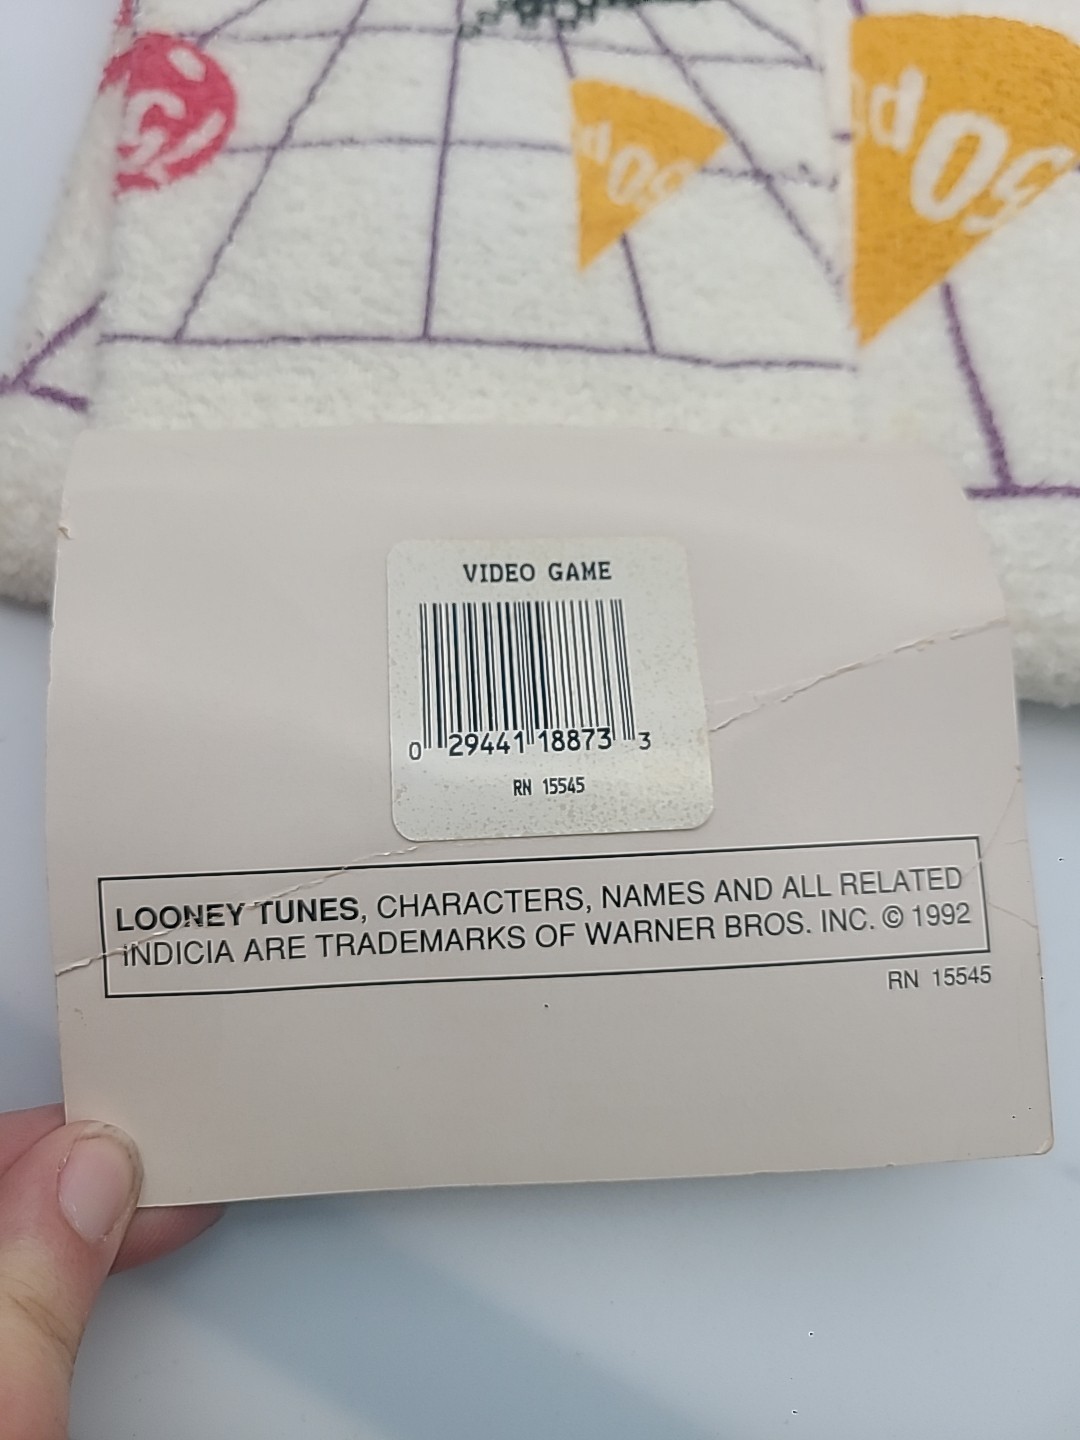 VIDEO GAME
0 29441 18873 3
RN 15545
LOONEY TUNES, CHARACTERS, NAMES AND ALL RELATED
INDICIA ARE TRADEMARKS OF WARNER BROS. INC. © 1992
RN 15545